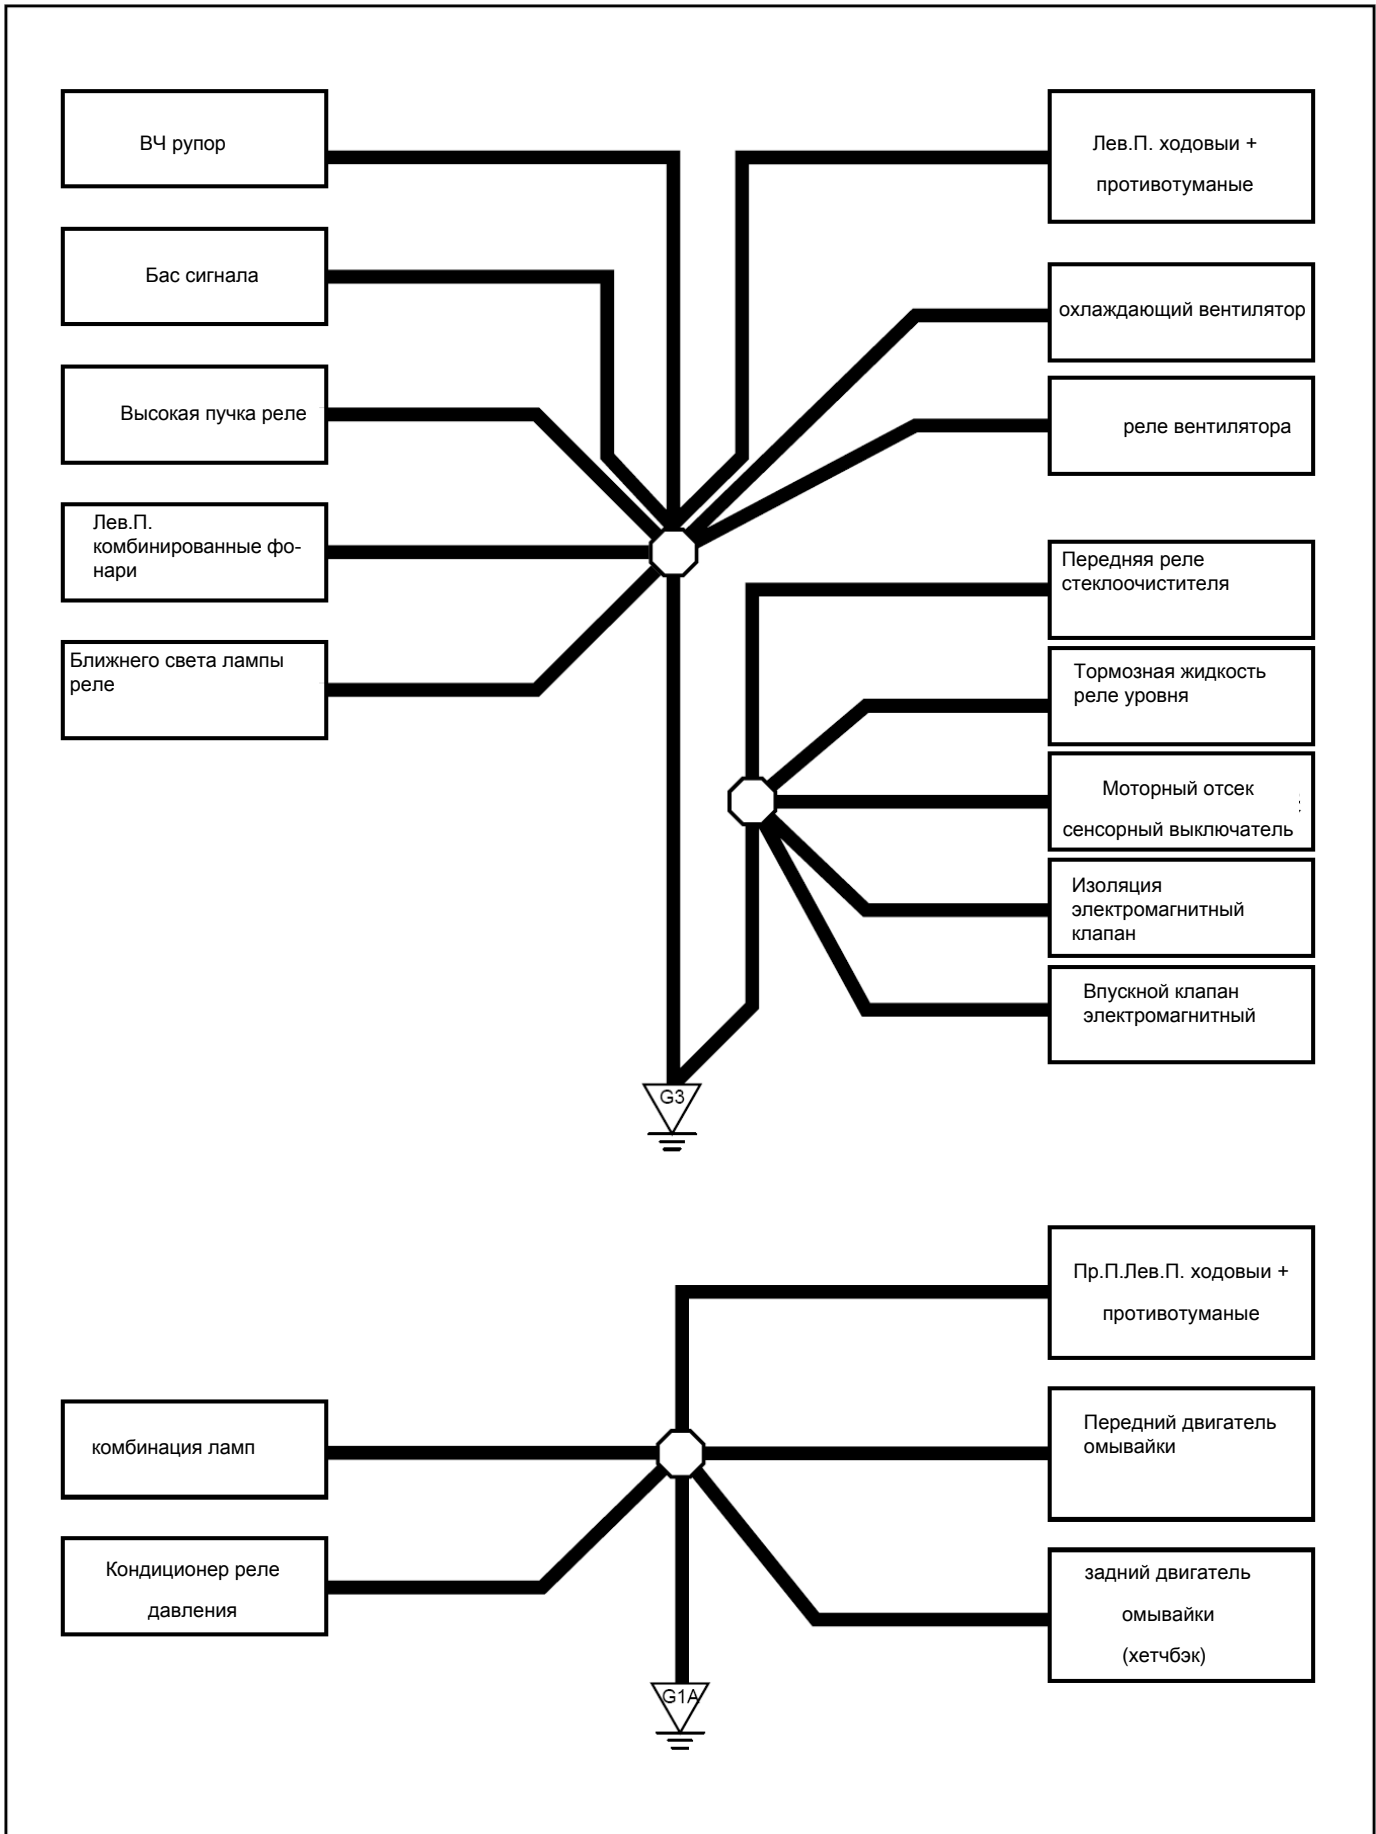 ВЧ рупор
Бас сигнала
Высокая пучка реле
Лев.П.
комбинированные фо-
нари
Ближнего света лампы
реле
Лев.П. ходовыи +
противотуманые
охлаждающий вентилятор
реле вентилятора
Передняя реле
стеклоочистителя
Тормозная жидкость
реле уровня
Моторный отсек
сенсорный выключатель
Изоляция
электромагнитный
клапан
Впускной клапан
электромагнитный
G3
Пр.П.Лев.П. ходовыи +
противотуманые
комбинация ламп
Передний двигатель
омывайки
Кондиционер реле
давления
задний двигатель
омывайки
(хетчбэк)
G1A